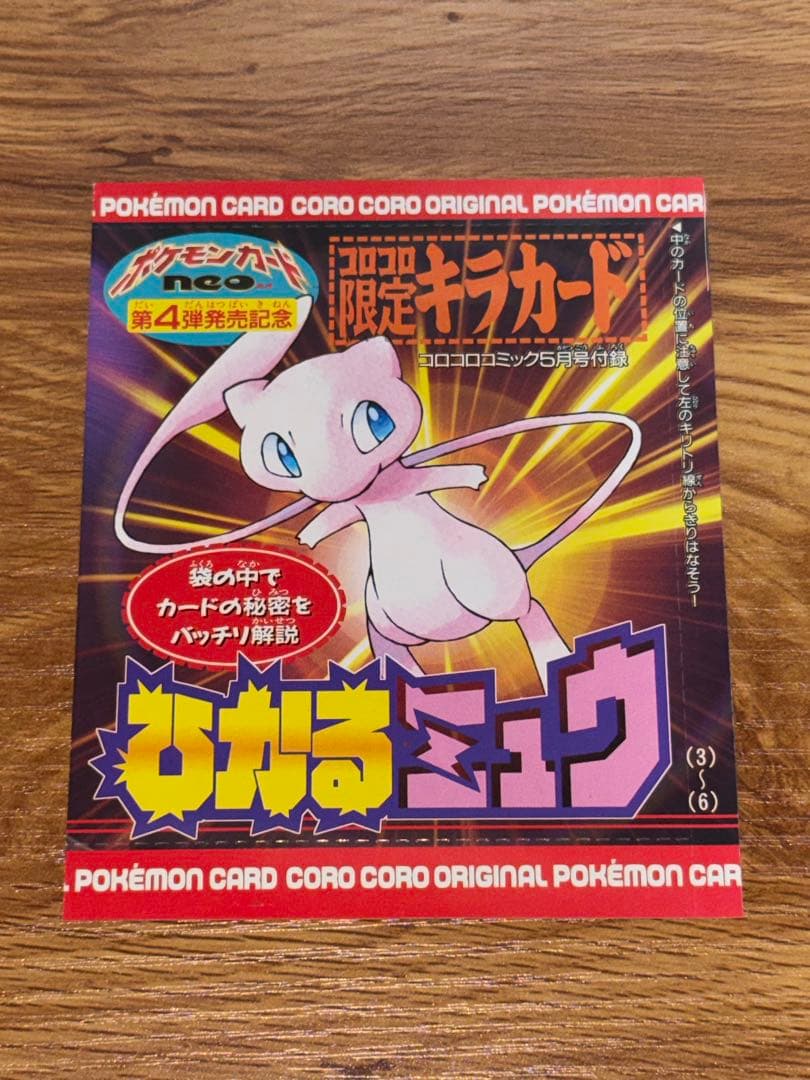 POKÉMON CARD CORO CORO ORIGINAL POKÉMON CAR
ポケモンカード
neo
第4弾発売記念
コロコロ
限定
キラカード
コロコロコミック5月号付録
◀中のカードの位置に注意して左のキリトリ線からきりはなそう!
袋の中で
カードの秘密を
バッチリ解説
ひかるミュウ
(3)
~
(6)
POKÉMON CARD CORO CORO ORIGINAL POKÉMON CAR